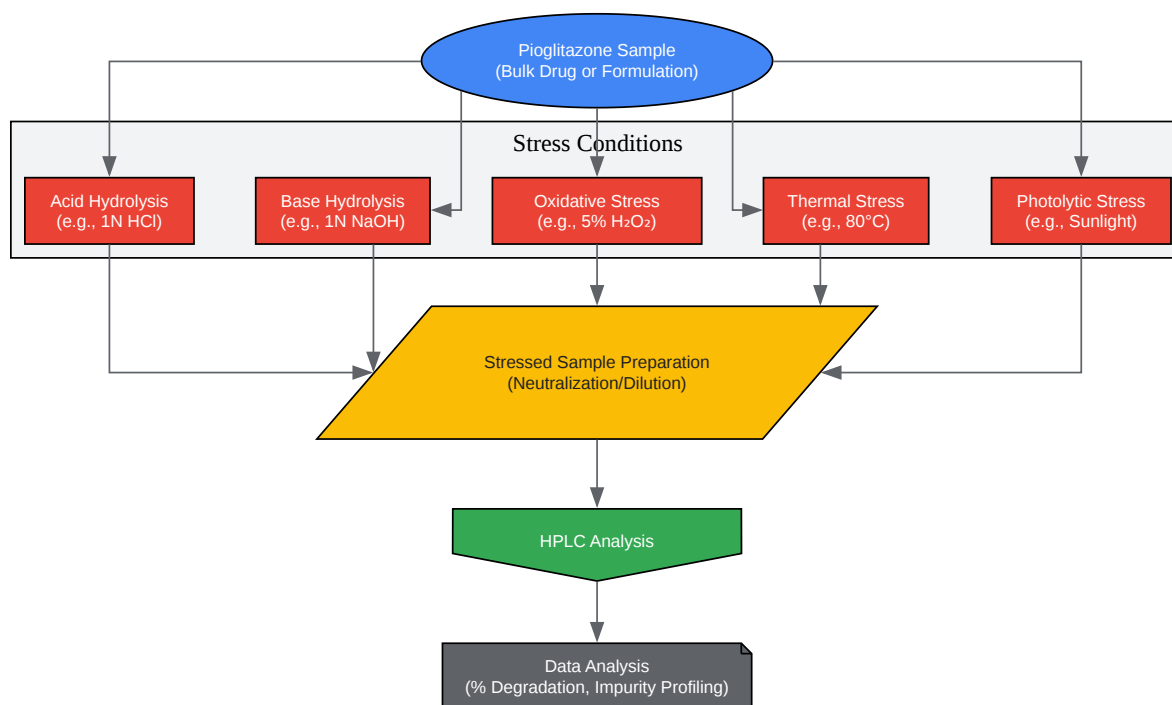 Pioglitazone Sample
(Bulk Drug or Formulation)
Stress Conditions
Acid Hydrolysis
(e.g., 1N HCl)
Base Hydrolysis
(e.g., 1N NaOH)
Oxidative Stress
(e.g., 5% H₂O₂)
Thermal Stress
(e.g., 80°C)
Photolytic Stress
(e.g., Sunlight)
Stressed Sample Preparation
(Neutralization/Dilution)
HPLC Analysis
Data Analysis
(% Degradation, Impurity Profiling)